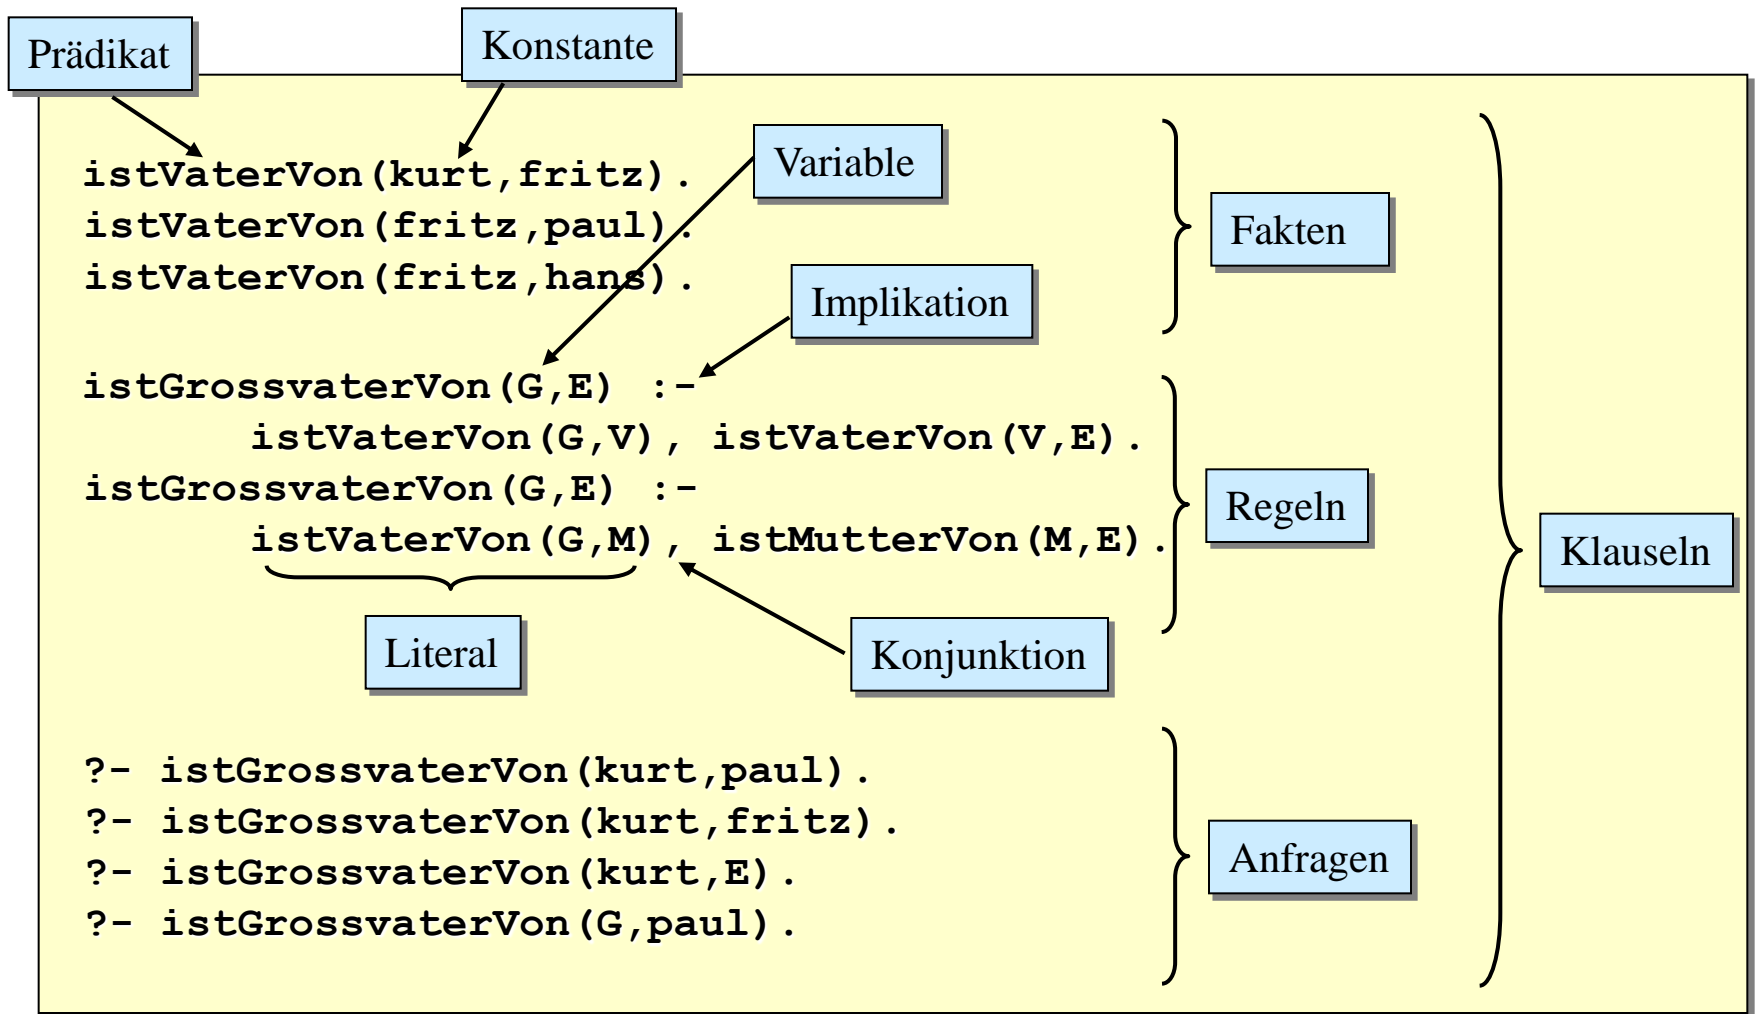 Prädikat
Konstante
istVaterVon(kurt,fritz).
istVaterVon(fritz,paul).
istVaterVon(fritz,hans).
Variable
Fakten
Implikation
istGrossvaterVon(G,E) :-
istVaterVon(G,V), istVaterVon(V,E).
istGrossvaterVon(G,E) :-
istVaterVon(G,M), istMutterVon(M,E).
Regeln
Klauseln
Literal
Konjunktion
?- istGrossvaterVon(kurt,paul).
?- istGrossvaterVon(kurt,fritz).
?- istGrossvaterVon(kurt,E).
?- istGrossvaterVon(G,paul).
Anfragen